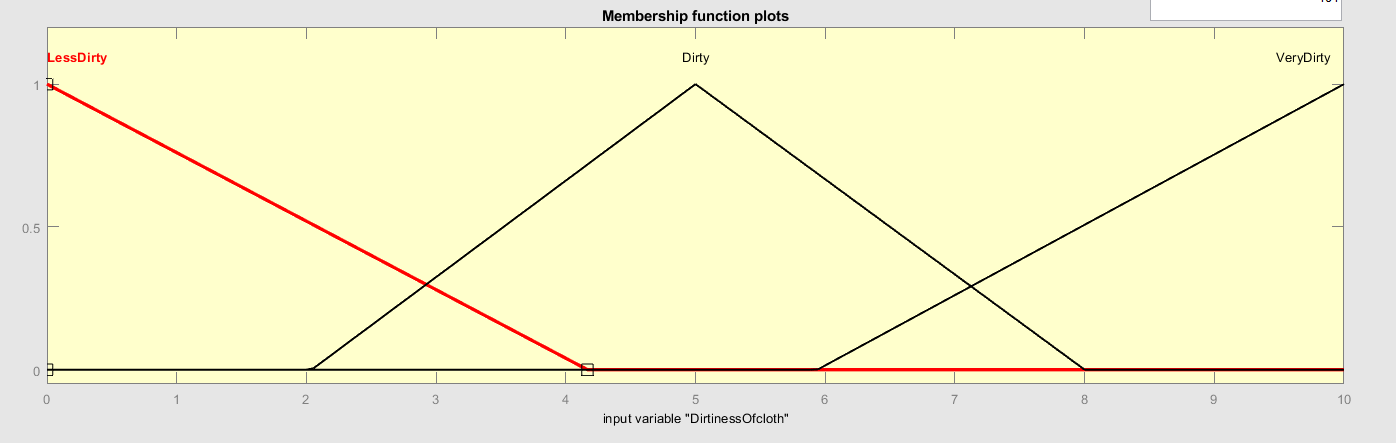 Membership function plots
LessDirty Dirty VeryDirty
1
0.5
0
0 1 2 3 4 5 6 7 8 9 10
input variable "DirtinessOfcloth"